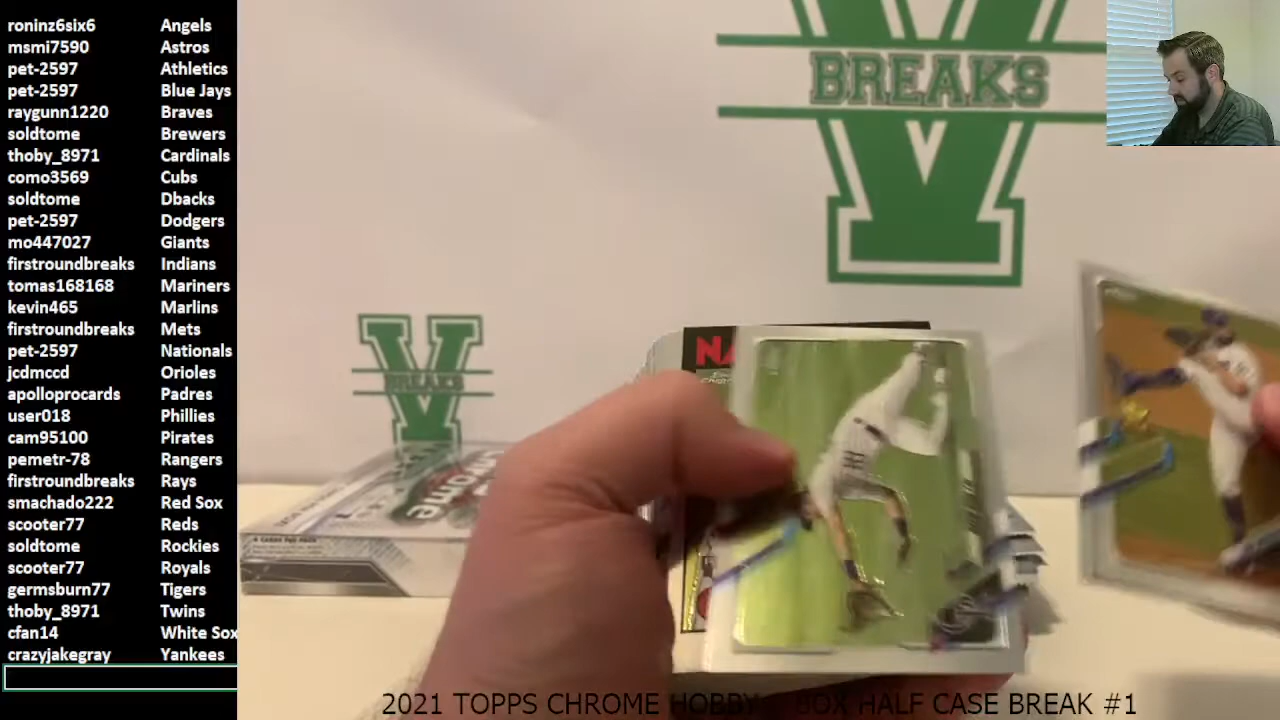 roninz6six6 Angels
msmi7590 Astros
pet-2597 Athletics
pet-2597 Blue Jays
raygunn1220 Braves
soldtome Brewers
thoby_8971 Cardinals
como3569 Cubs
soldtome Dbacks
pet-2597 Dodgers
mo447027 Giants
firstroundbreaks Indians
tomas168168 Mariners
kevin465 Marlins
firstroundbreaks Mets
pet-2597 Nationals
jcdmccd Orioles
apolloprocards Padres
user018 Phillies
cam95100 Pirates
pemetr-78 Rangers
firstroundbreaks Rays
smachado222 Red Sox
scooter77 Reds
soldtome Rockies
scooter77 Royals
germsburn77 Tigers
thoby_8971 Twins
cfan14 White Sox
crazyjakegray Yankees
V
BREAKS
V
BREAKS
Chrome
2021 TOPPS CHROME HOBBY BOX HALF CASE BREAK #1